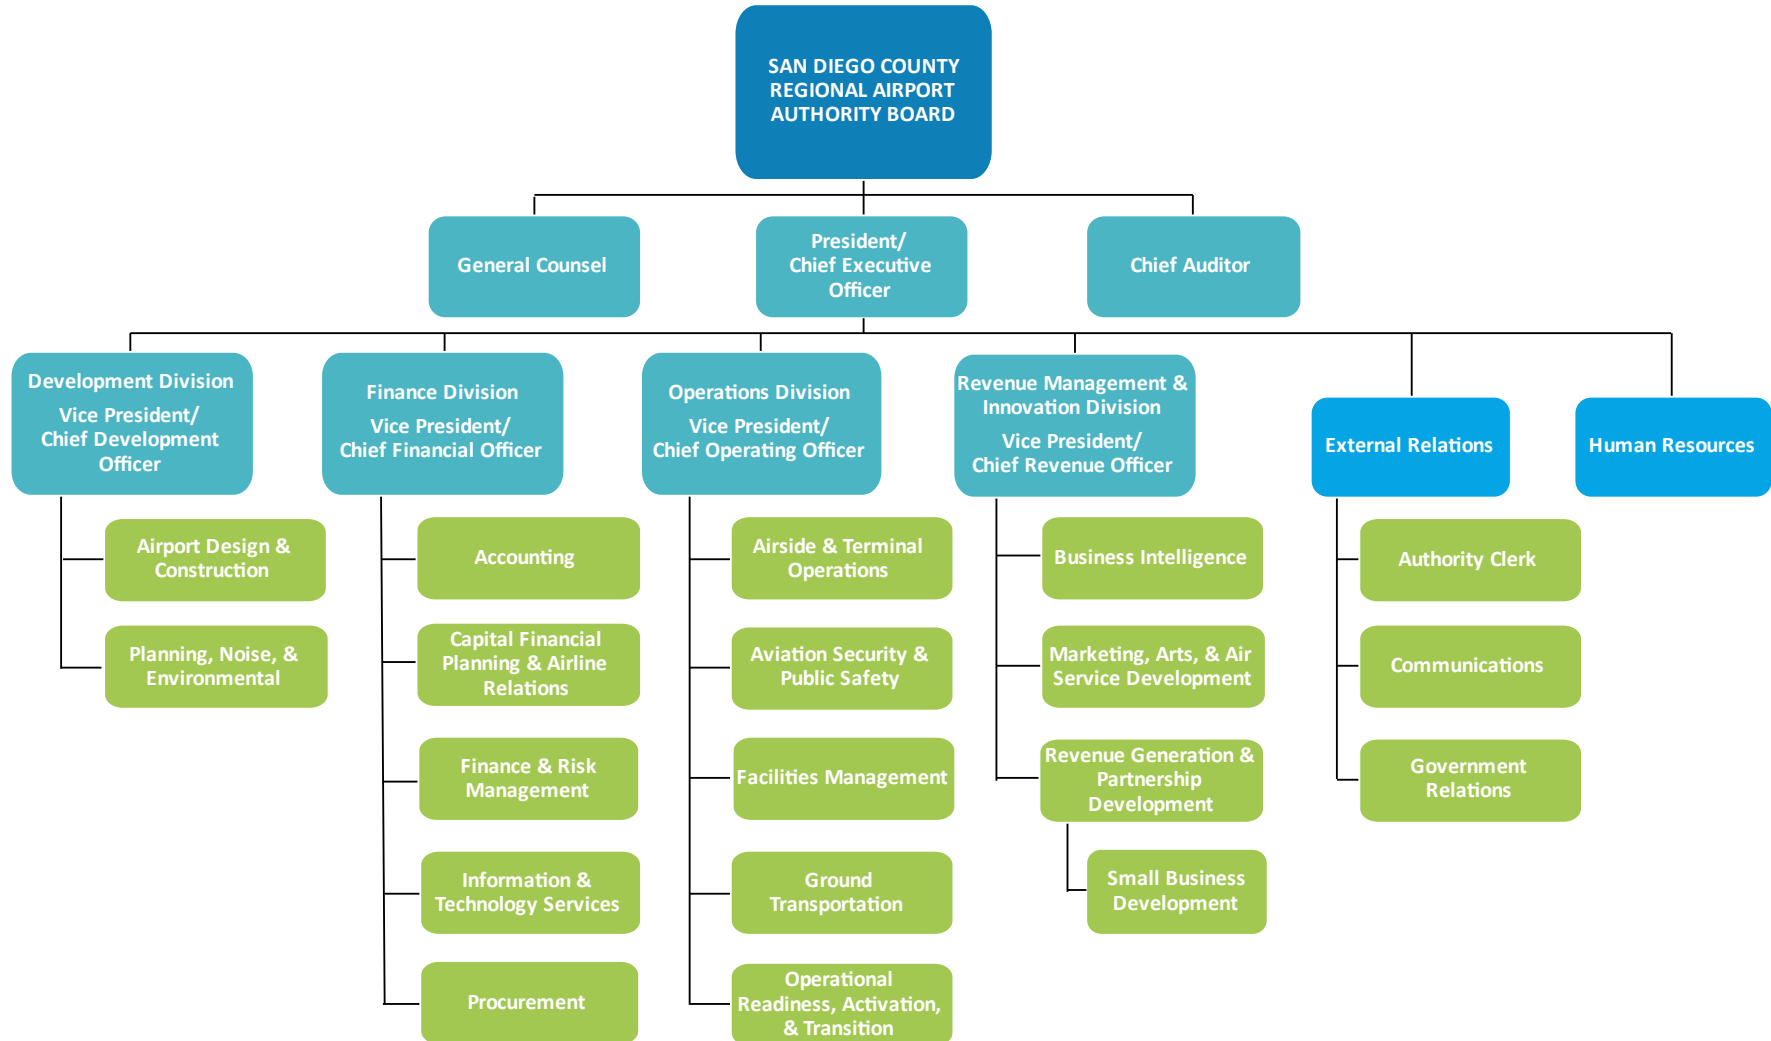 SAN DIEGO COUNTY
REGIONAL AIRPORT
AUTHORITY BOARD
General Counsel
President/
Chief Executive
Officer
Chief Auditor
Development Division
Vice President/
Chief Development
Officer
Finance Division
Vice President/
Chief Financial Officer
Operations Division
Vice President/
Chief Operating Officer
Revenue Management &
Innovation Division
Vice President/
Chief Revenue Officer
External Relations
Human Resources
Airport Design &
Construction
Planning, Noise, &
Environmental
Accounting
Capital Financial
Planning & Airline
Relations
Finance & Risk
Management
Information &
Technology Services
Procurement
Airside & Terminal
Operations
Aviation Security &
Public Safety
Facilities Management
Ground
Transportation
Operational
Readiness, Activation,
& Transition
Business Intelligence
Marketing, Arts, & Air
Service Development
Revenue Generation &
Partnership
Development
Small Business
Development
Authority Clerk
Communications
Government
Relations